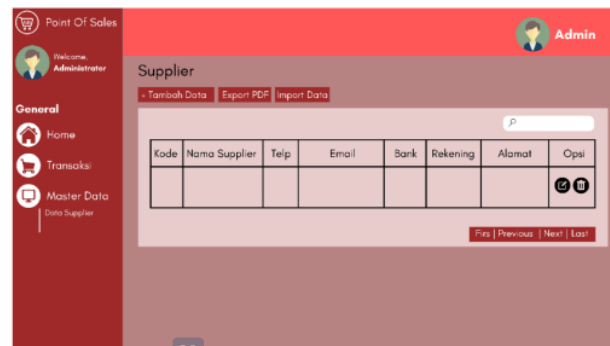 Point Of Sales
Welcome,
Administrator
General
Home
Transaksi
Master Data
Data Supplier
Admin
Supplier
+ Tambah Data Export PDF Import Data
Kode Nama Supplier Telp Email Bank Rekening Alamat Opsi
Firs | Previous | Next | Last